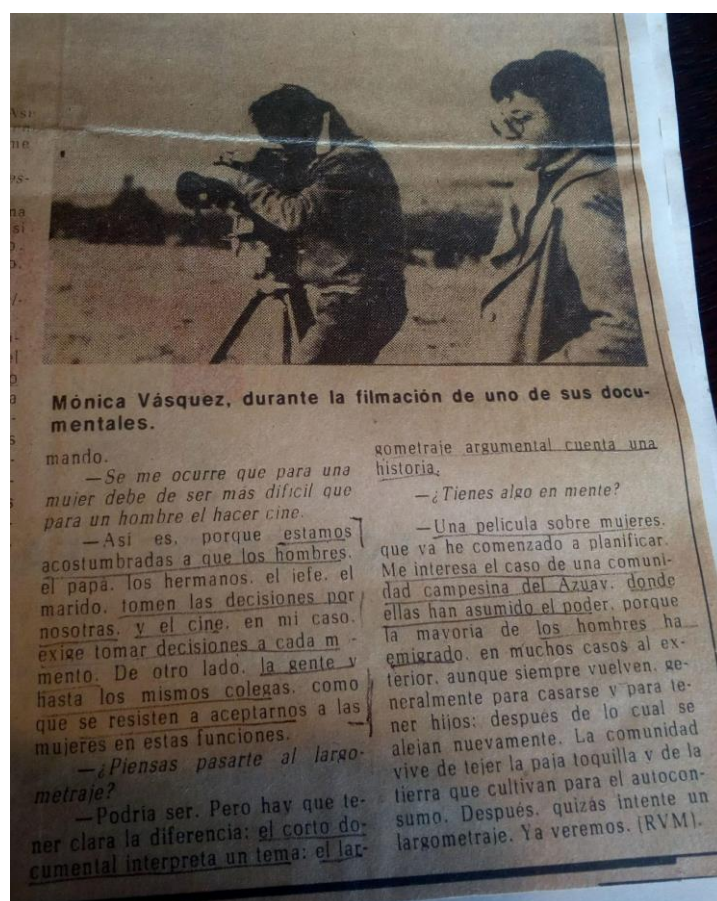 Mónica Vásquez, durante la filmación de uno de sus docu-
mentales.
mando.
—Se me ocurre que para una
mujer debe de ser más difícil que
para un hombre el hacer cine.
—Así es, porque estamos
acostumbradas a que los hombres,
el papá, los hermanos, el jefe, el
marido, tomen las decisiones por
nosotras, y el cine, en mi caso,
exige tomar decisiones a cada m -
mento. De otro lado, la gente y
hasta los mismos colegas, como
que se resisten a aceptarnos a las
mujeres en estas funciones.
—¿Piensas pasarte al largo-
metraje?
—Podría ser. Pero hay que te-
ner clara la diferencia: el corto do-
cumental interpreta un tema; el lar-
gometraje argumental cuenta una
historia.
—¿Tienes algo en mente?
—Una película sobre mujeres,
que ya he comenzado a planificar.
Me interesa el caso de una comuni-
dad campesina del Azuay, donde
ellas han asumido el poder, porque
la mayoría de los hombres ha
emigrado, en muchos casos al ex-
terior, aunque siempre vuelven, ge-
neralmente para casarse y para te-
ner hijos; después de lo cual se
alejan nuevamente. La comunidad
vive de tejer la paja toquilla y de la
tierra que cultivan para el autocon-
sumo. Después, quizás intente un
largometraje. Ya veremos. (RVM).